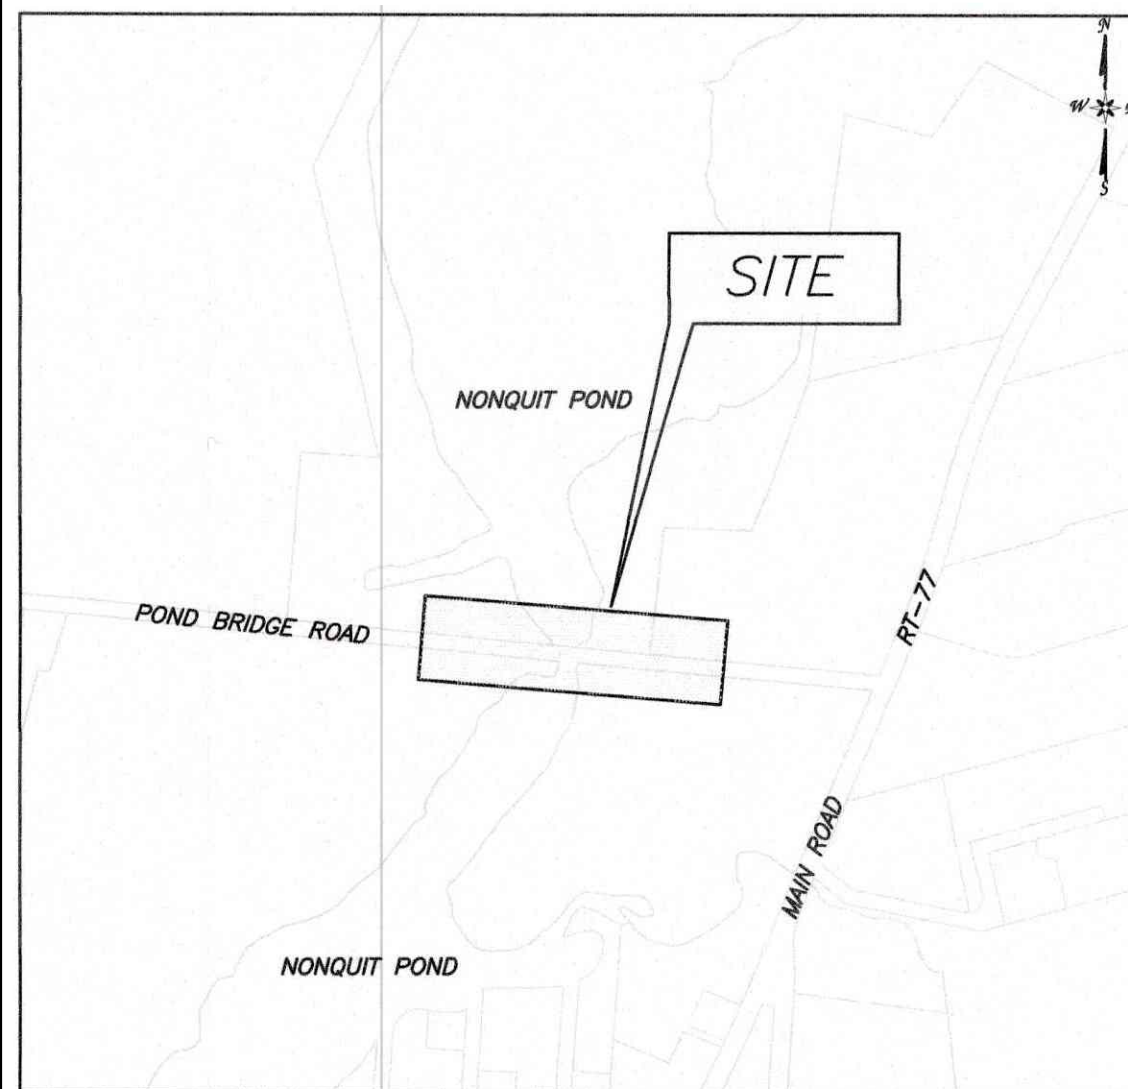 N
W
S
SITE
NONQUIT POND
POND BRIDGE ROAD
RT-77
MAIN ROAD
NONQUIT POND